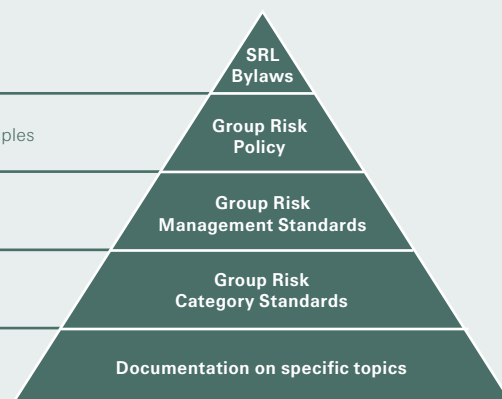 SRL
Bylaws
ples
Group Risk
Policy
Group Risk
Management Standards
Group Risk
Category Standards
Documentation on specific topics